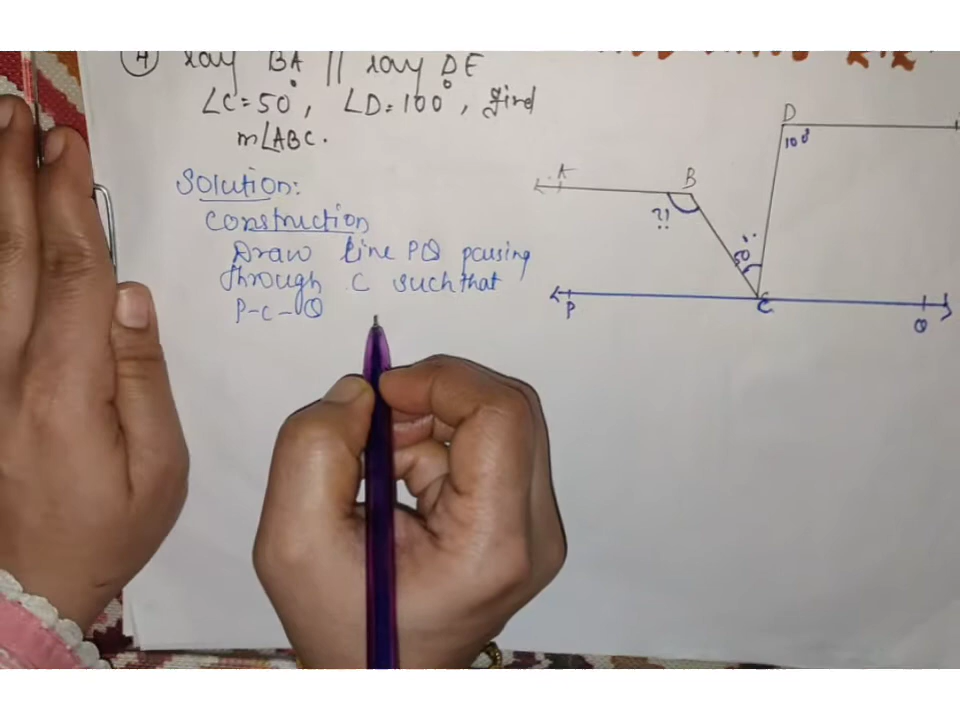 4) ray BA || ray DE
∠C=50°, ∠D=100°, find
m∠ABC.
Solution:
Construction
Draw line PQ passing
through C such that
P-C-Q
D
100°
A
B
?
50°
P
C
Q